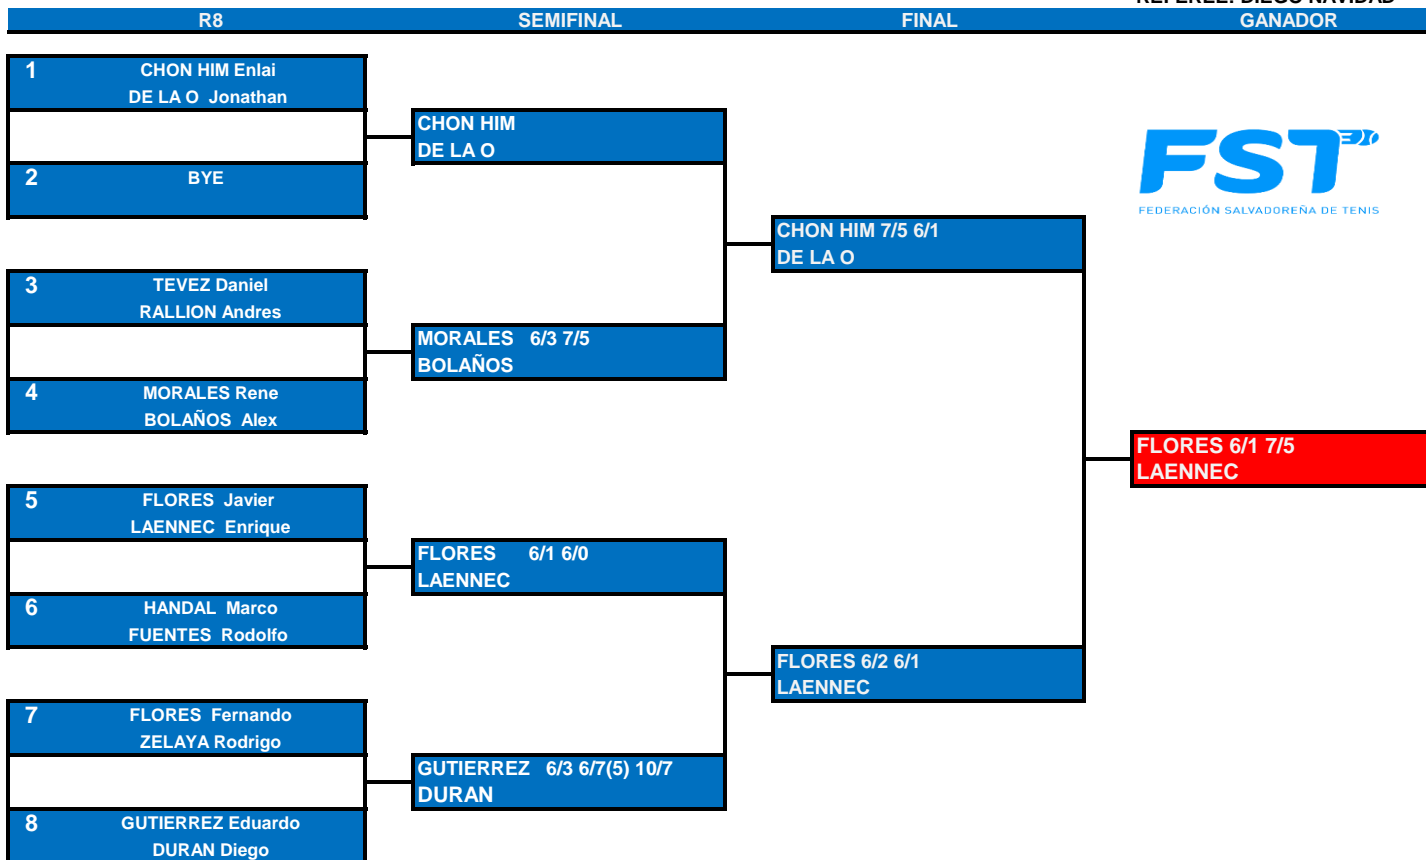 REFEREE: DIEGO NAVIDAD
R8 SEMIFINAL FINAL GANADOR
1 CHON HIM Enlai
DE LA O Jonathan
2 BYE
3 TEVEZ Daniel
RALLION Andres
4 MORALES Rene
BOLAÑOS Alex
5 FLORES Javier
LAENNEC Enrique
6 HANDAL Marco
FUENTES Rodolfo
7 FLORES Fernando
ZELAYA Rodrigo
8 GUTIERREZ Eduardo
DURAN Diego
CHON HIM
DE LA O
MORALES 6/3 7/5
BOLAÑOS
FLORES 6/1 6/0
LAENNEC
GUTIERREZ 6/3 6/7(5) 10/7
DURAN
CHON HIM 7/5 6/1
DE LA O
FLORES 6/2 6/1
LAENNEC
FST
FEDERACIÓN SALVADOREÑA DE TENIS
FLORES 6/1 7/5
LAENNEC